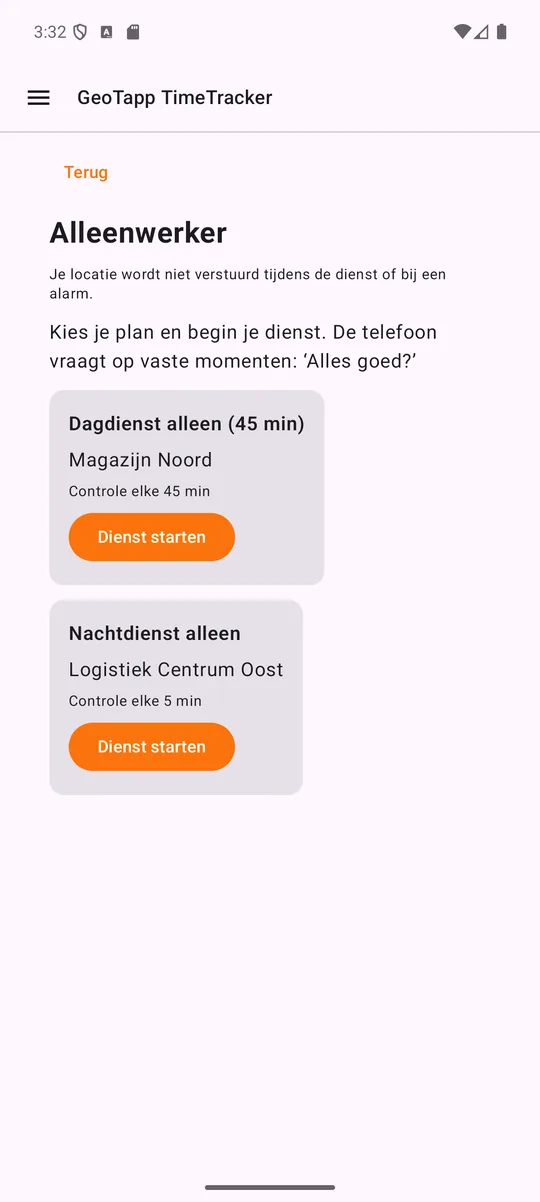 3:32
GeoTapp TimeTracker
Terug
Alleenwerker
Je locatie wordt niet verstuurd tijdens de dienst of bij een
alarm.
Kies je plan en begin je dienst. De telefoon
vraagt op vaste momenten: ‘Alles goed?’
Dagdienst alleen (45 min)
Magazijn Noord
Controle elke 45 min
Dienst starten
Nachtdienst alleen
Logistiek Centrum Oost
Controle elke 5 min
Dienst starten